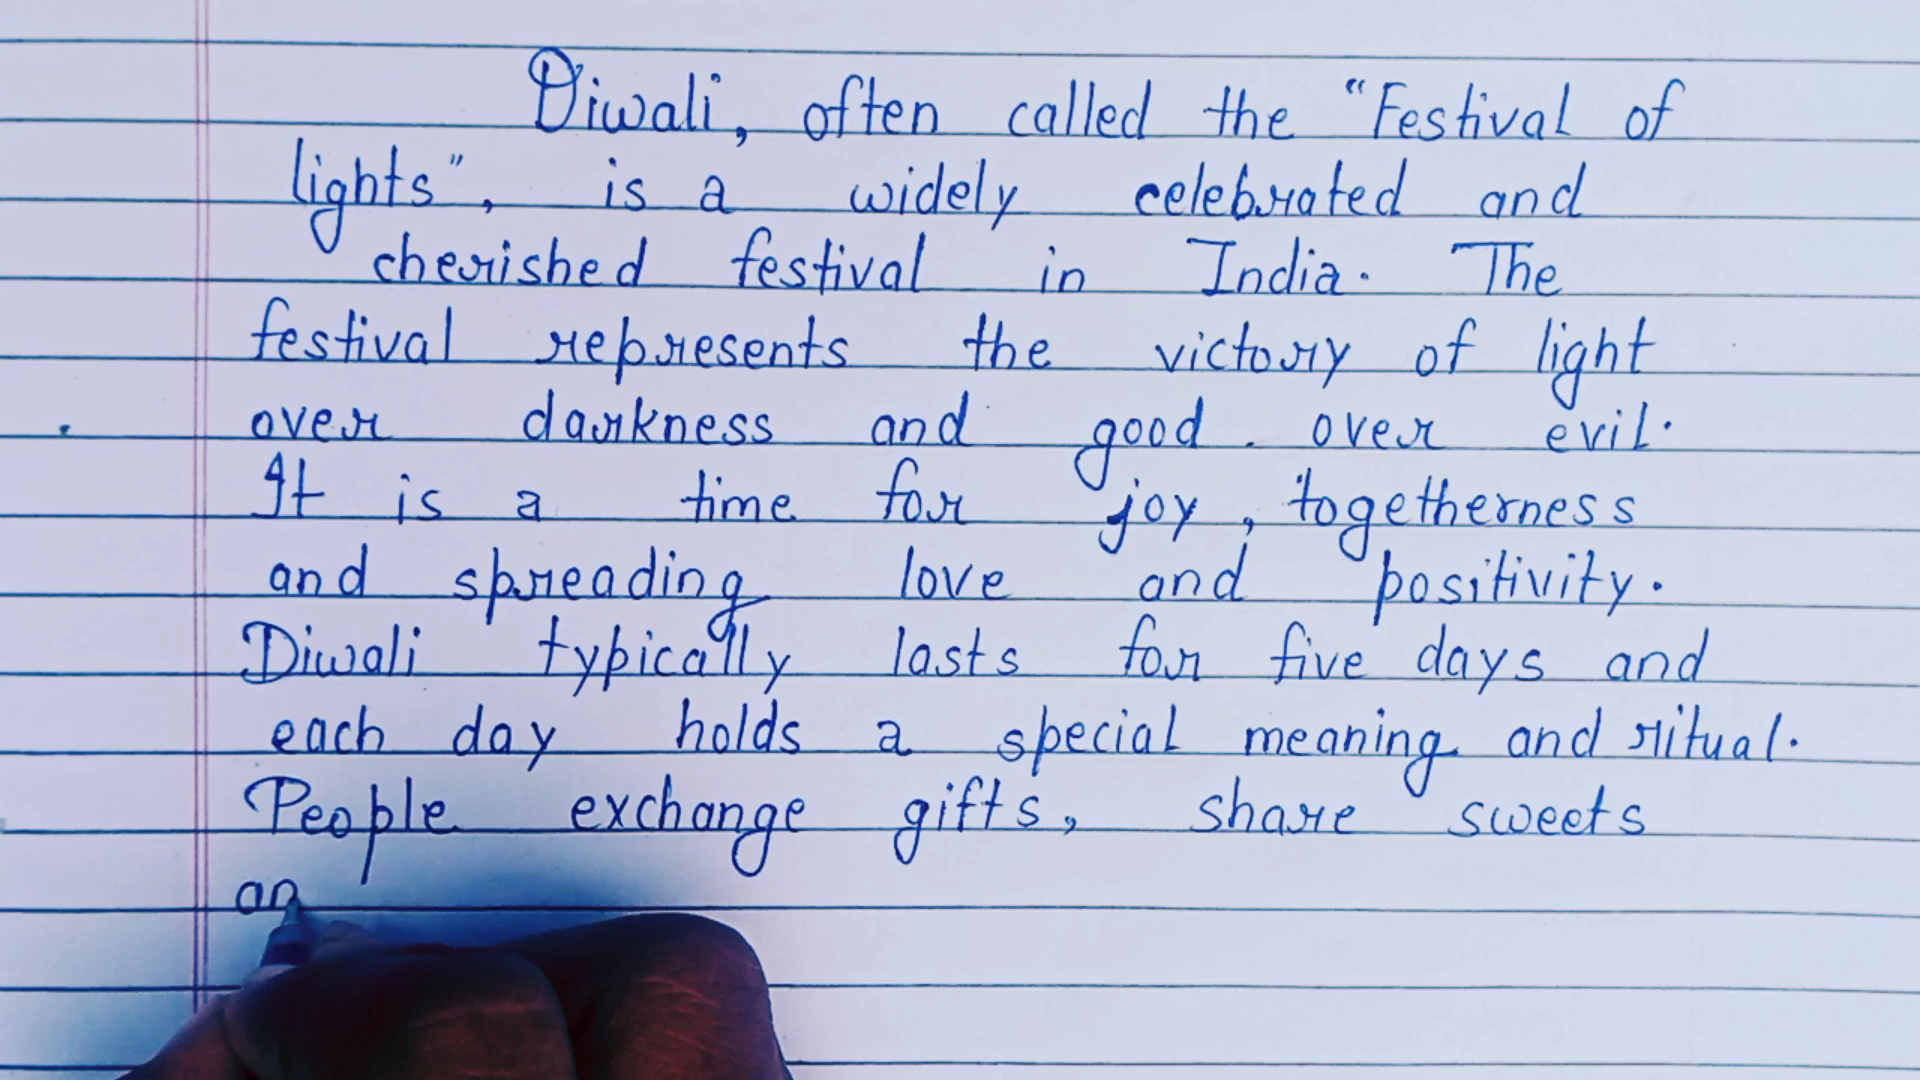 Diwali, often called the "Festival of
lights", is a widely celebrated and
cherished festival in India. The
festival represents the victory of light
over darkness and good over evil.
It is a time for joy, togetherness
and spreading love and positivity.
Diwali typically lasts for five days and
each day holds a special meaning and ritual.
People exchange gifts, share sweets
an